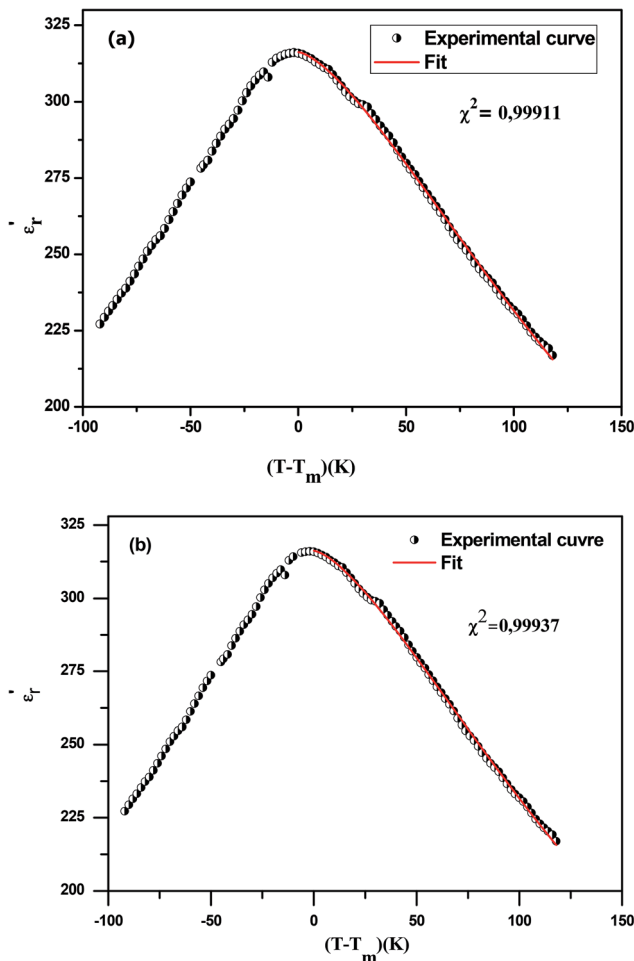 (a)
Experimental curve
Fit
χ² = 0,99911
325
300
275
250
225
200
ε'r
-100 -50 0 50 100 150
(T-Tm)(K)
(b)
Experimental cuvre
Fit
χ² =0,99937
325
300
275
250
225
200
ε'r
-100 -50 0 50 100 150
(T-Tm)(K)